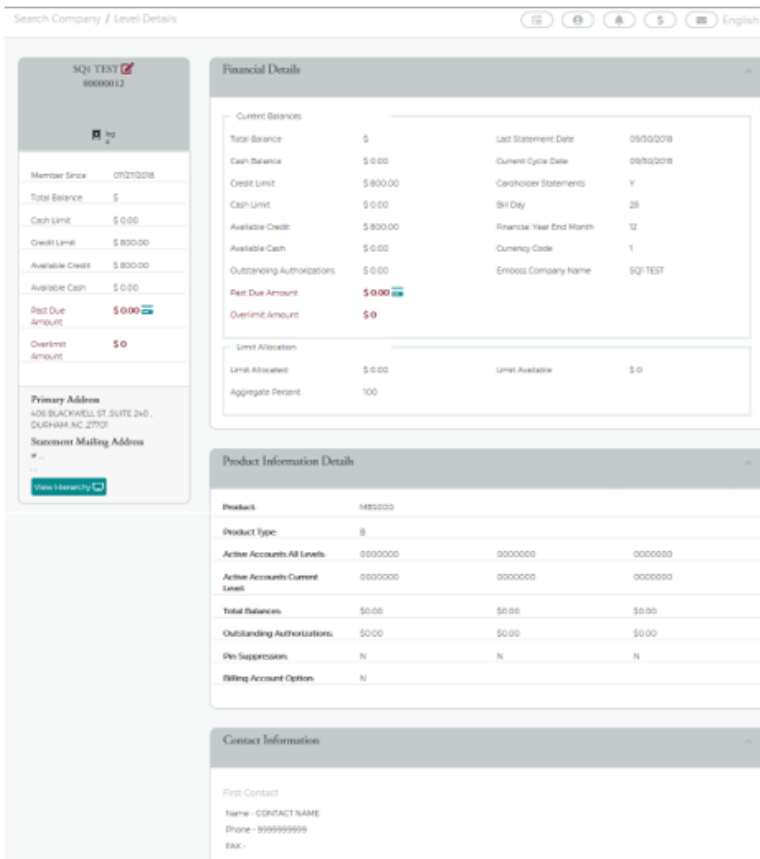 Search Company / Level Details
English
SQ1 TEST
00000012
log
Member Since 07/27/2018
Total Balance $
Cash Limit $ 0.00
Credit Limit $ 800.00
Available Credit $ 800.00
Available Cash $ 0.00
Past Due Amount $ 0.00
Overlimit Amount $ 0
Primary Address
406 BLACKWELL ST SUITE 240 ,
DURHAM ,NC ,27701
Statement Mailing Address
# , ,
, ,
View Hierarchy
Financial Details
Current Balances
Total Balance $ Last Statement Date 09/30/2018
Cash Balance $ 0.00 Current Cycle Date 09/30/2018
Credit Limit $ 800.00 Cardholder Statements Y
Cash Limit $ 0.00 Bill Day 28
Available Credit $ 800.00 Financial Year End Month 12
Available Cash $ 0.00 Currency Code 1
Outstanding Authorizations $ 0.00 Emboss Company Name SQ1 TEST
Past Due Amount $ 0.00
Overlimit Amount $ 0
Limit Allocation
Limit Allocated $ 0.00 Limit Available $ 0
Aggregate Persent 100
Product Information Details
Product: MBS000
Product Type: B
Active Accounts All Levels: 0000000 0000000 0000000
Active Accounts Current Level: 0000000 0000000 0000000
Total Balances: $0.00 $0.00 $0.00
Outstanding Authorizations: $0.00 $0.00 $0.00
Pin Suppression: N N N
Billing Account Option: N
Contact Information
First Contact
Name - CONTACT NAME
Phone - 9999999999
FAX -